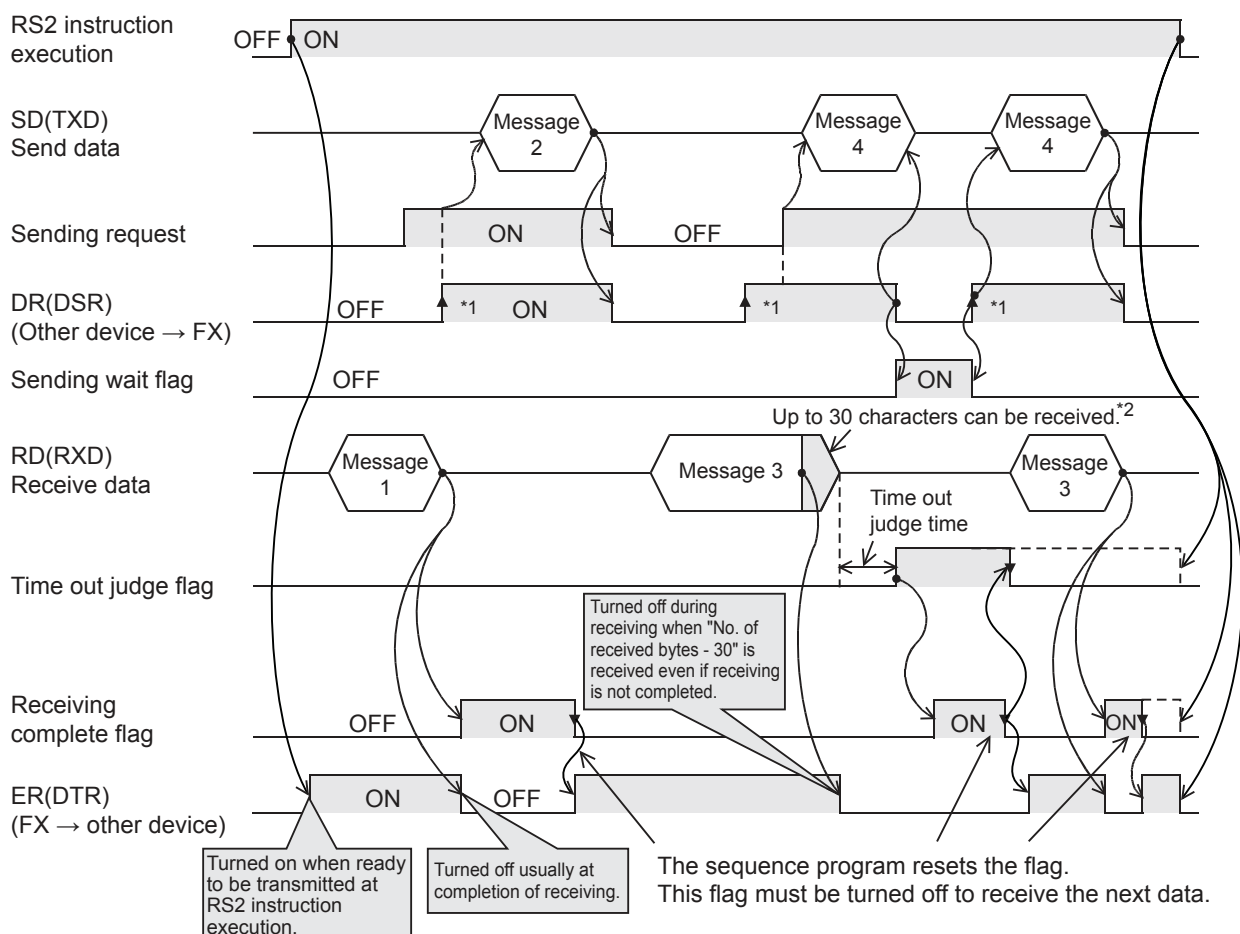 RS2 instruction
execution
OFF
ON
SD(TXD)
Send data
Message
2
Message
4
Message
4
Sending request
ON
OFF
DR(DSR)
(Other device → FX)
OFF
*1
ON
*1
*1
Sending wait flag
OFF
ON
Up to 30 characters can be received.*2
RD(RXD)
Receive data
Message
1
Message 3
Message
3
Time out
judge time
Time out judge flag
Turned off during
receiving when "No. of
received bytes - 30" is
received even if receiving
is not completed.
Receiving
complete flag
OFF
ON
ON
ON
ER(DTR)
(FX → other device)
ON
OFF
Turned on when ready
to be transmitted at
RS2 instruction
execution.
Turned off usually at
completion of receiving.
The sequence program resets the flag.
This flag must be turned off to receive the next data.